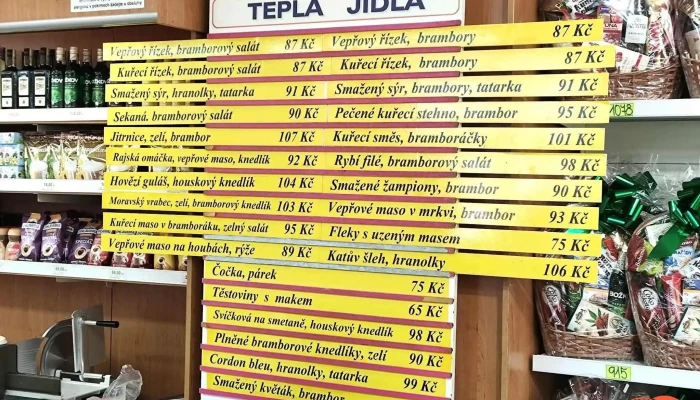 TEPLÁ JÍDLA
Vepřový řízek, bramborový salát 87 Kč
Kuřecí řízek, bramborový salát 87 Kč
Smažený sýr, hranolky, tatarka 91 Kč
Sekaná, bramborový salát 90 Kč
Jitrnice, zelí, brambor 107 Kč
Rajská omáčka, vepřové maso, knedlík 92 Kč
Hovězí guláš, houskový knedlík 104 Kč
Moravský vrabec, zelí, bramborový knedlík 103 Kč
Kuřecí maso v bramboráku, zelný salát 95 Kč
Vepřové maso na houbách, rýže 89 Kč
Vepřový řízek, brambory 87 Kč
Kuřecí řízek, brambory 87 Kč
Smažený sýr, brambory, tatarka 91 Kč
Pečené kuřecí stehno, brambor 95 Kč
Kuřecí směs, bramboráčky 101 Kč
Rybí filé, bramborový salát 98 Kč
Smažené žampiony, brambor 90 Kč
Vepřové maso v mrkvi, brambor 93 Kč
Fleky s uzeným masem 75 Kč
Katův šleh, hranolky 106 Kč
Čočka, párek 75 Kč
Těstoviny s makem 65 Kč
Svíčková na smetaně, houskový knedlík 98 Kč
Plněné bramborové knedlíky, zelí 90 Kč
Cordon bleu, hranolky, tatarka 99 Kč
Smažený květák, brambor
1078
915